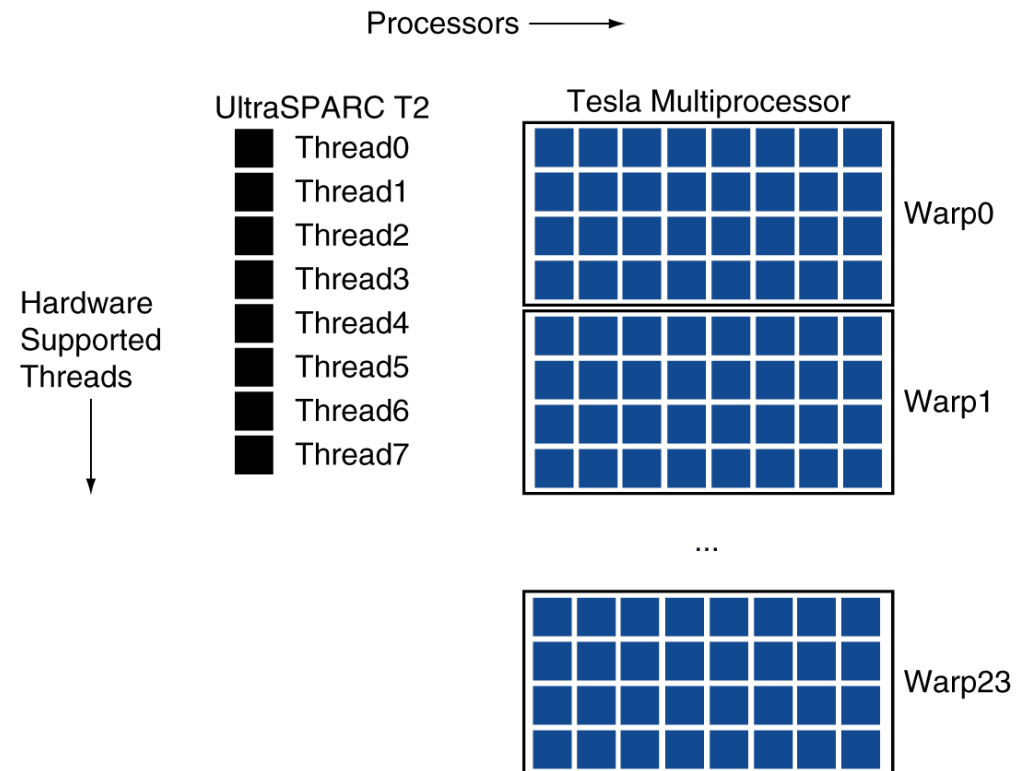 Processors
UltraSPARC T2
Tesla Multiprocessor
Thread0
Thread1
Thread2
Thread3
Thread4
Thread5
Thread6
Thread7
Hardware
Supported
Threads
Warp0
Warp1
...
Warp23